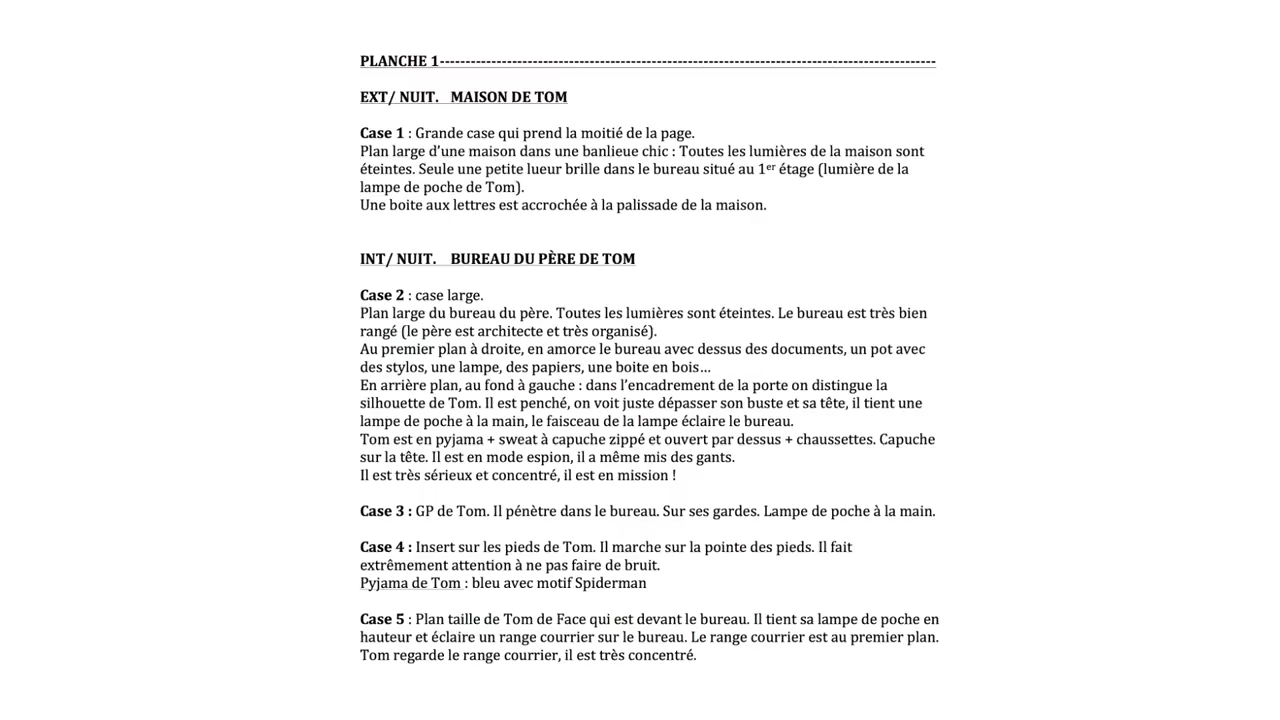 PLANCHE 1-------------------------------------------------------------------------------------------------
EXT/ NUIT. MAISON DE TOM
Case 1 : Grande case qui prend la moitié de la page.
Plan large d’une maison dans une banlieue chic : Toutes les lumières de la maison sont
éteintes. Seule une petite lueur brille dans le bureau situé au 1er étage (lumière de la
lampe de poche de Tom).
Une boite aux lettres est accrochée à la palissade de la maison.
INT/ NUIT. BUREAU DU PÈRE DE TOM
Case 2 : case large.
Plan large du bureau du père. Toutes les lumières sont éteintes. Le bureau est très bien
rangé (le père est architecte et très organisé).
Au premier plan à droite, en amorce le bureau avec dessus des documents, un pot avec
des stylos, une lampe, des papiers, une boite en bois…
En arrière plan, au fond à gauche : dans l’encadrement de la porte on distingue la
silhouette de Tom. Il est penché, on voit juste dépasser son buste et sa tête, il tient une
lampe de poche à la main, le faisceau de la lampe éclaire le bureau.
Tom est en pyjama + sweat à capuche zippé et ouvert par dessus + chaussettes. Capuche
sur la tête. Il est en mode espion, il a même mis des gants.
Il est très sérieux et concentré, il est en mission !
Case 3 : GP de Tom. Il pénètre dans le bureau. Sur ses gardes. Lampe de poche à la main.
Case 4 : Insert sur les pieds de Tom. Il marche sur la pointe des pieds. Il fait
extrêmement attention à ne pas faire de bruit.
Pyjama de Tom : bleu avec motif Spiderman
Case 5 : Plan taille de Tom de Face qui est devant le bureau. Il tient sa lampe de poche en
hauteur et éclaire un range courrier sur le bureau. Le range courrier est au premier plan.
Tom regarde le range courrier, il est très concentré.